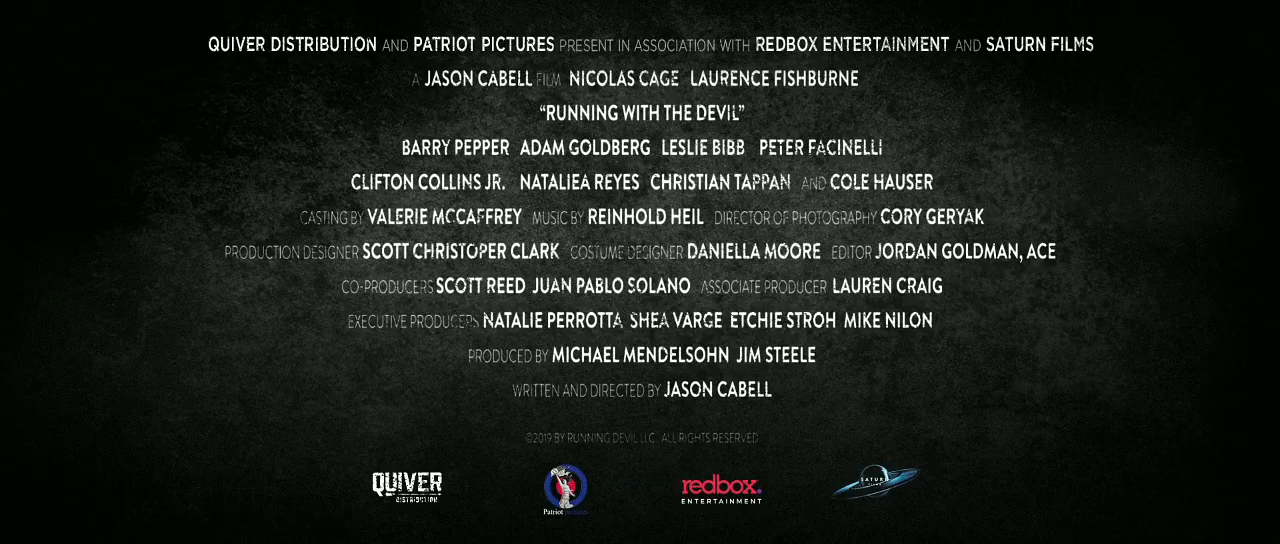 QUIVER DISTRIBUTION AND PATRIOT PICTURES PRESENT IN ASSOCIATION WITH REDBOX ENTERTAINMENT AND SATURN FILMS
A JASON CABELL FILM NICOLAS CAGE LAURENCE FISHBURNE
“RUNNING WITH THE DEVIL”
BARRY PEPPER ADAM GOLDBERG LESLIE BIBB PETER FACINELLI
CLIFTON COLLINS JR. NATALIEA REYES CHRISTIAN TAPPAN AND COLE HAUSER
CASTING BY VALERIE MCCAFFREY MUSIC BY REINHOLD HEIL DIRECTOR OF PHOTOGRAPHY CORY GERYAK
PRODUCTION DESIGNER SCOTT CHRISTOPER CLARK COSTUME DESIGNER DANIELLA MOORE EDITOR JORDAN GOLDMAN, ACE
CO-PRODUCERS SCOTT REED JUAN PABLO SOLANO ASSOCIATE PRODUCER LAUREN CRAIG
EXECUTIVE PRODUCERS NATALIE PERROTTA SHEA VARGE ETCHIE STROH MIKE NILON
PRODUCED BY MICHAEL MENDELSOHN JIM STEELE
WRITTEN AND DIRECTED BY JASON CABELL
©2019 BY RUNNING DEVIL LLC. ALL RIGHTS RESERVED
QUIVER
DISTRIBUTION
Patriot pictures
redbox.
ENTERTAINMENT
SATURN
FILMS